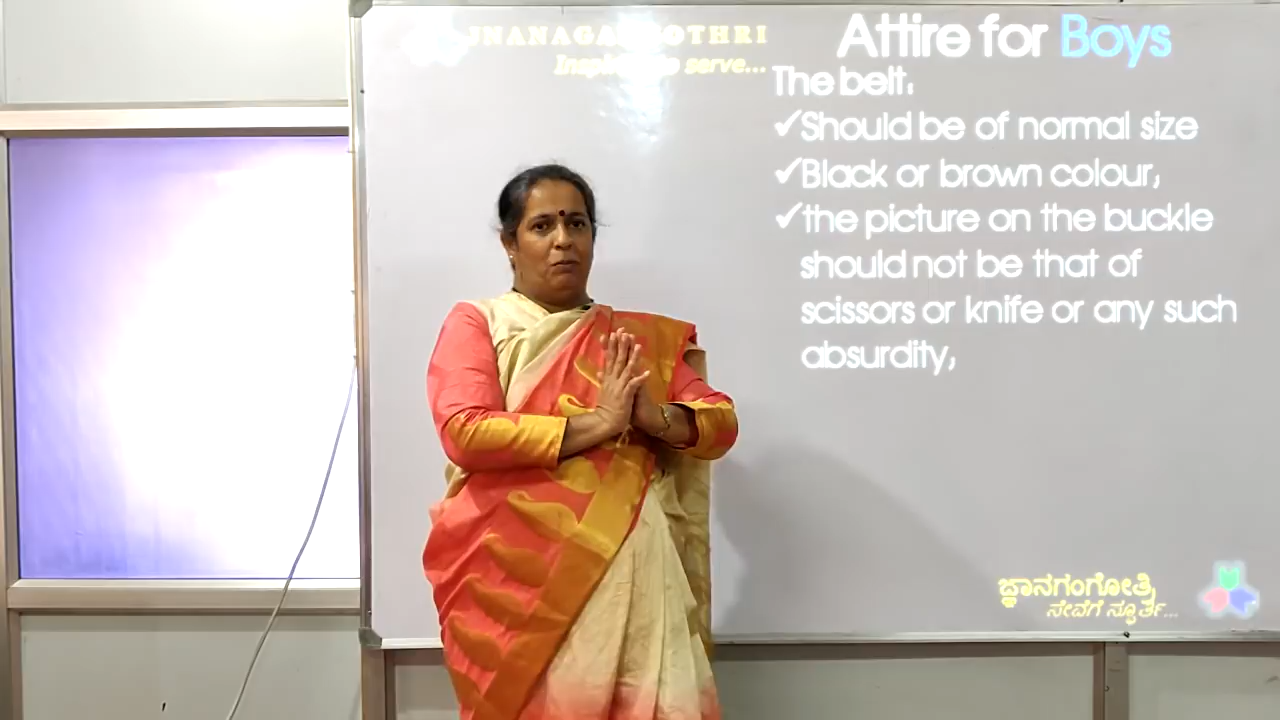 Attire for Boys
The belt,
✓Should be of normal size
✓Black or brown colour,
✓the picture on the buckle
should not be that of
scissors or knife or any such
absurdity,
ಜ್ಞಾನಗಂಗೋತ್ರಿ
ಸೇವೆಗೆ ಸ್ಫೂರ್ತಿ...
serve...